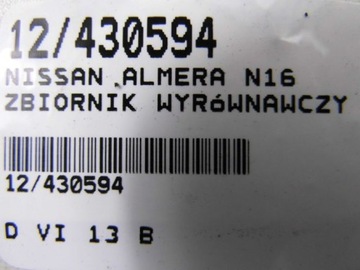 12/430594
NISSAN ALMERA N16
ZBIORNIK WYRóWNAWCZY
12/430594
D VI 13 B